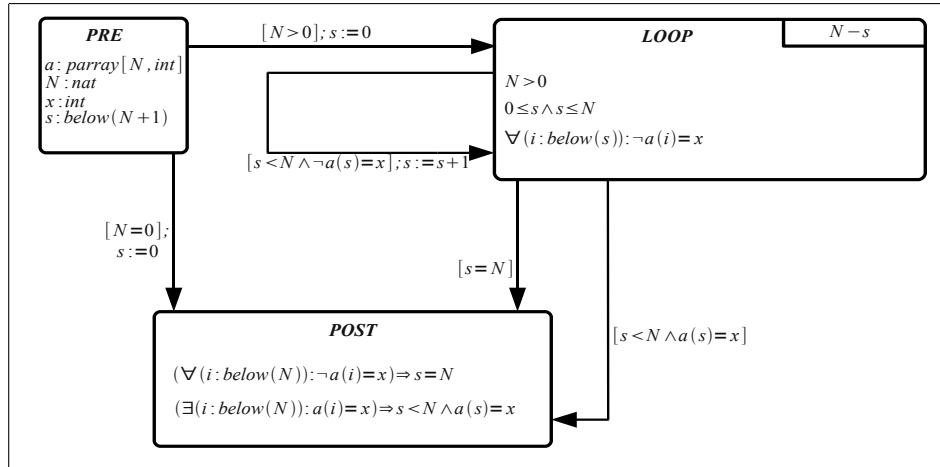 PRE
a: parray[N, int]
N: nat
x: int
s: below(N+1)
[N>0]; s:=0
LOOP
N−s
N>0
0≤s∧s≤N
∀(i: below(s)):¬a(i)=x
[s<N∧¬a(s)=x]; s:=s+1
[N=0];
s:=0
[s=N]
[s<N∧a(s)=x]
POST
(∀(i: below(N)):¬a(i)=x)⇒s=N
(∃(i: below(N)): a(i)=x)⇒s<N∧a(s)=x